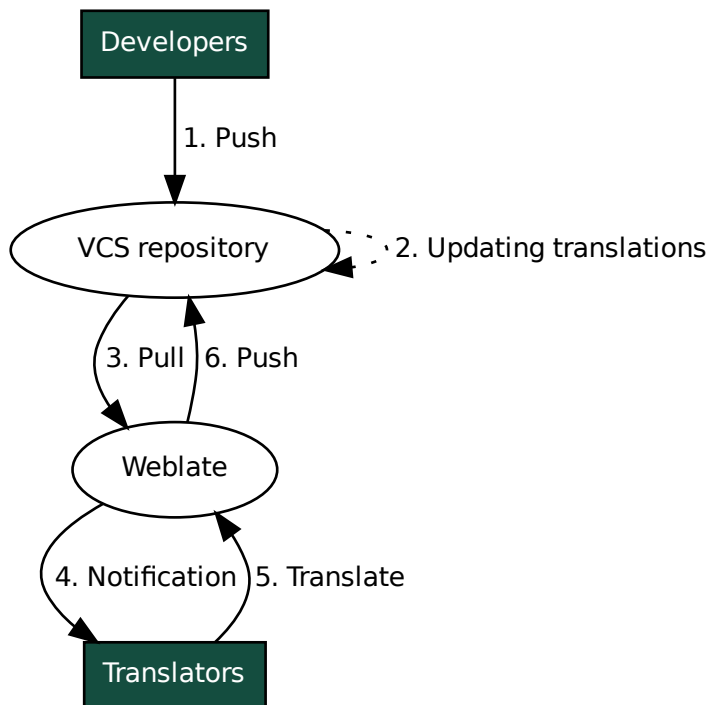 Developers
1. Push
VCS repository
2. Updating translations
3. Pull
6. Push
Weblate
4. Notification
5. Translate
Translators